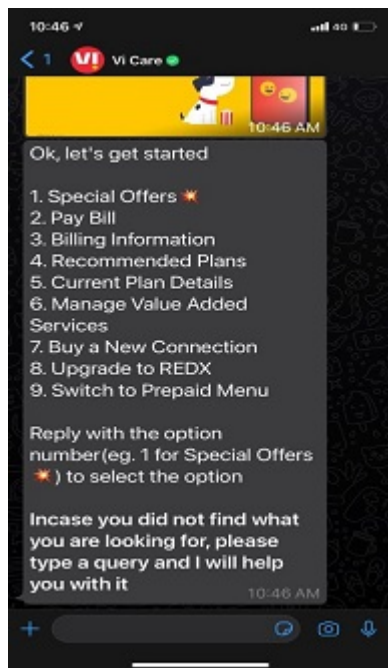 10:46
4G
1
VI
Vi Care
10:46 AM
Ok, let's get started
1. Special Offers 💥
2. Pay Bill
3. Billing Information
4. Recommended Plans
5. Current Plan Details
6. Manage Value Added
Services
7. Buy a New Connection
8. Upgrade to REDX
9. Switch to Prepaid Menu
Reply with the option
number(eg. 1 for Special Offers
💥) to select the option
Incase you did not find what
you are looking for, please
type a query and I will help
you with it
10:46 AM